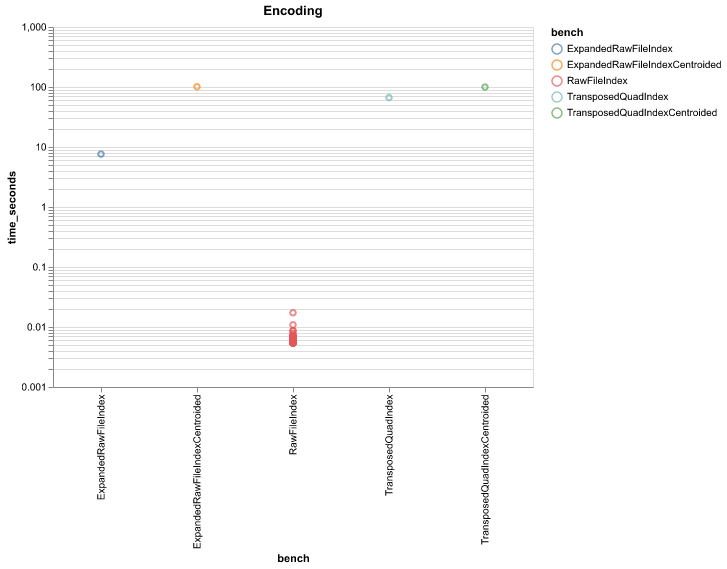 Encoding
1,000
100
10
1
0.1
0.01
0.001
time_seconds
ExpandedRawFileIndex
ExpandedRawFileIndexCentroided
RawFileIndex
TransposedQuadIndex
TransposedQuadIndexCentroided
bench
bench
ExpandedRawFileIndex
ExpandedRawFileIndexCentroided
RawFileIndex
TransposedQuadIndex
TransposedQuadIndexCentroided